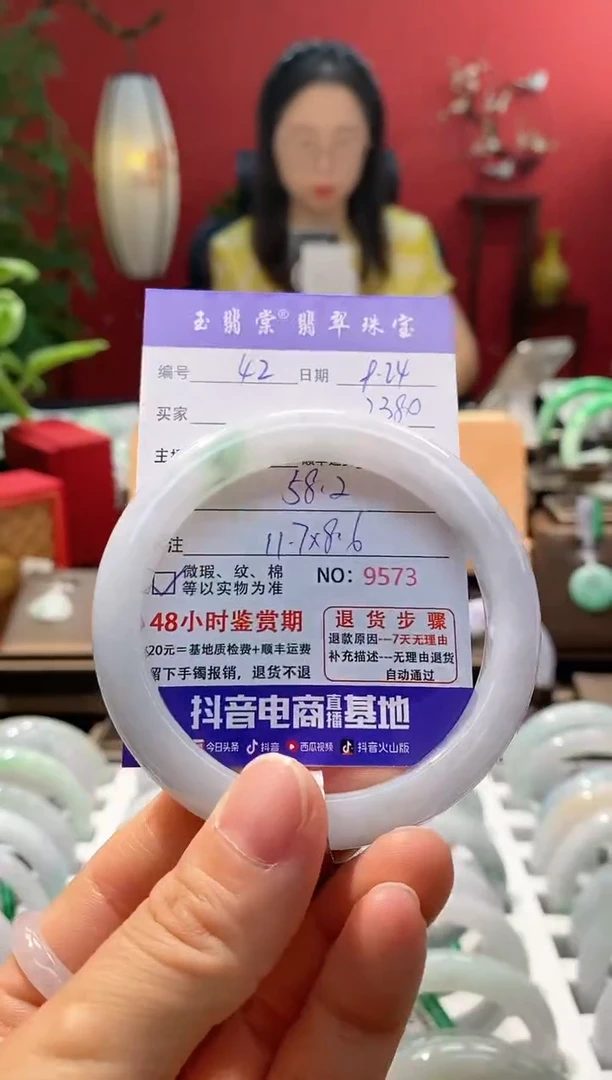 玉翡棠®翡翠珠宝
编号 42 日期 8.24
买家 1380
主
58.2
注 11.7×8.6
微瑕、纹、棉
等以实物为准
NO: 9573
48小时鉴赏期
20元=基地质检费+顺丰运费
留下手镯报销，退货不退
退货步骤
退款原因---7天无理由
补充描述---无理由退货
自动通过
抖音电商直播基地
今日头条 抖音 西瓜视频 抖音火山版